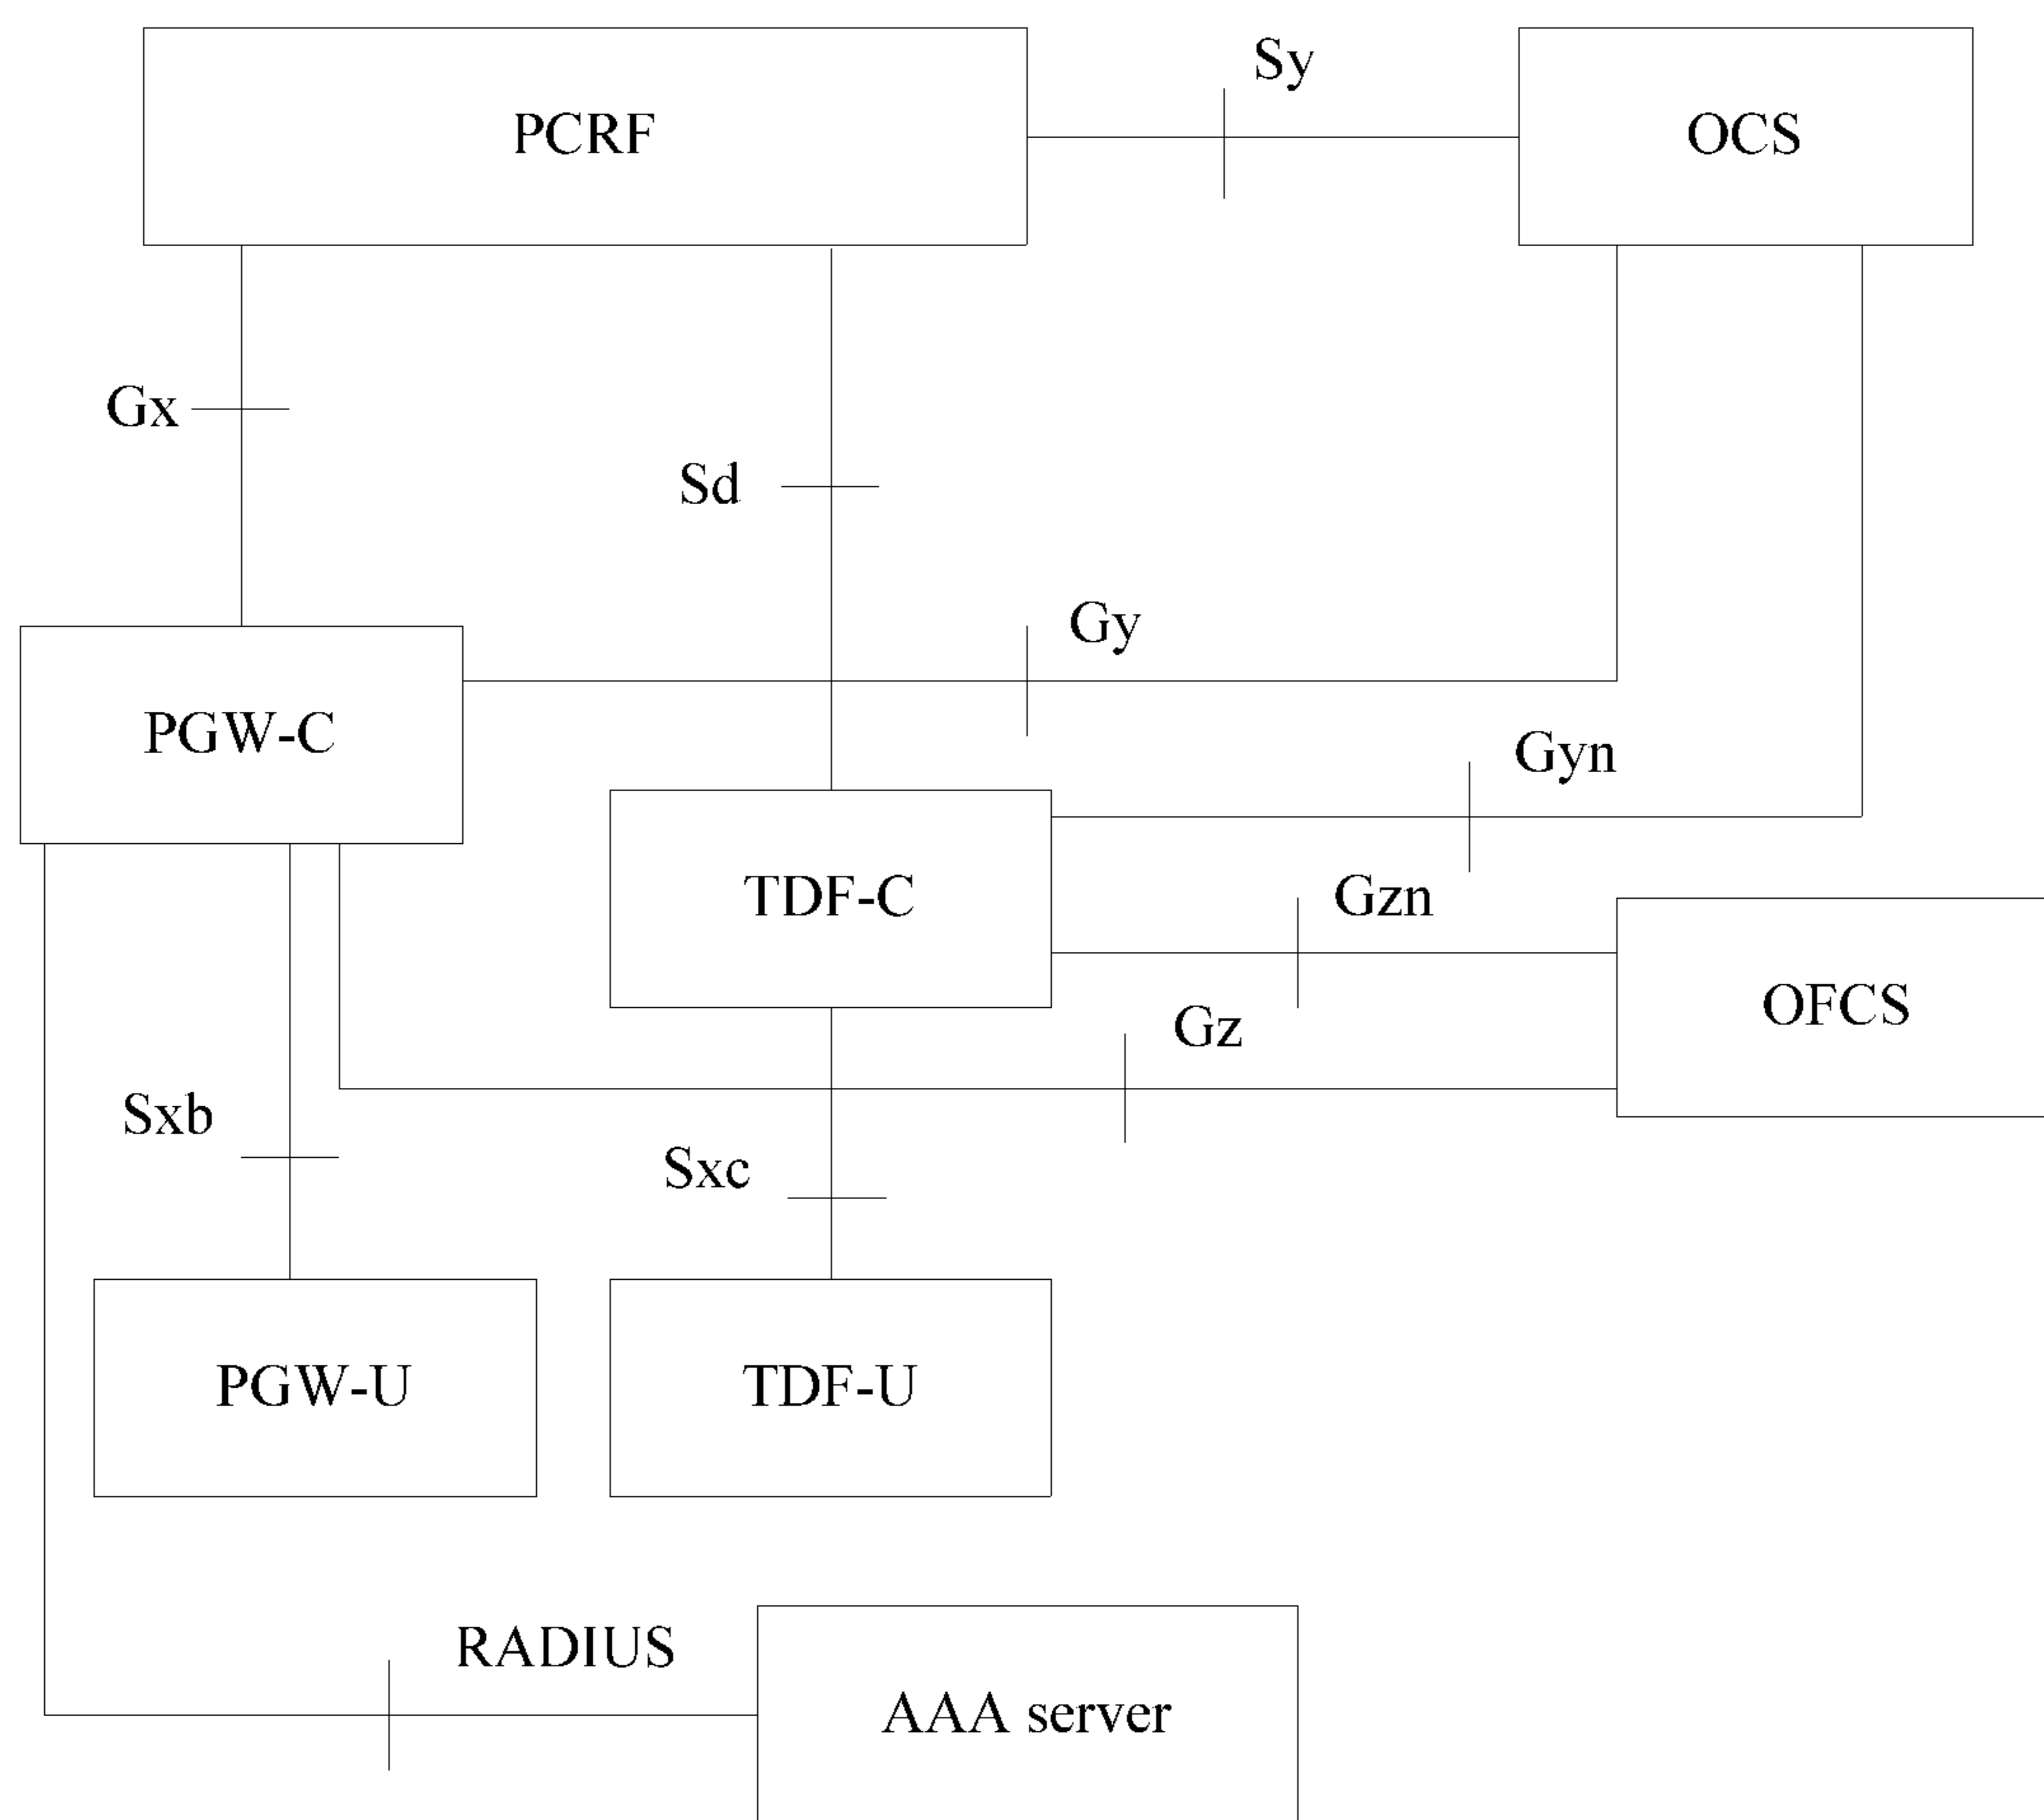 Sy
PCRF
OCS
Gx
Sd
Gy
PGW-C
Gyn
TDF-C
Gzn
OFCS
Gz
Sxb
Sxc
PGW-U
TDF-U
RADIUS
AAA server